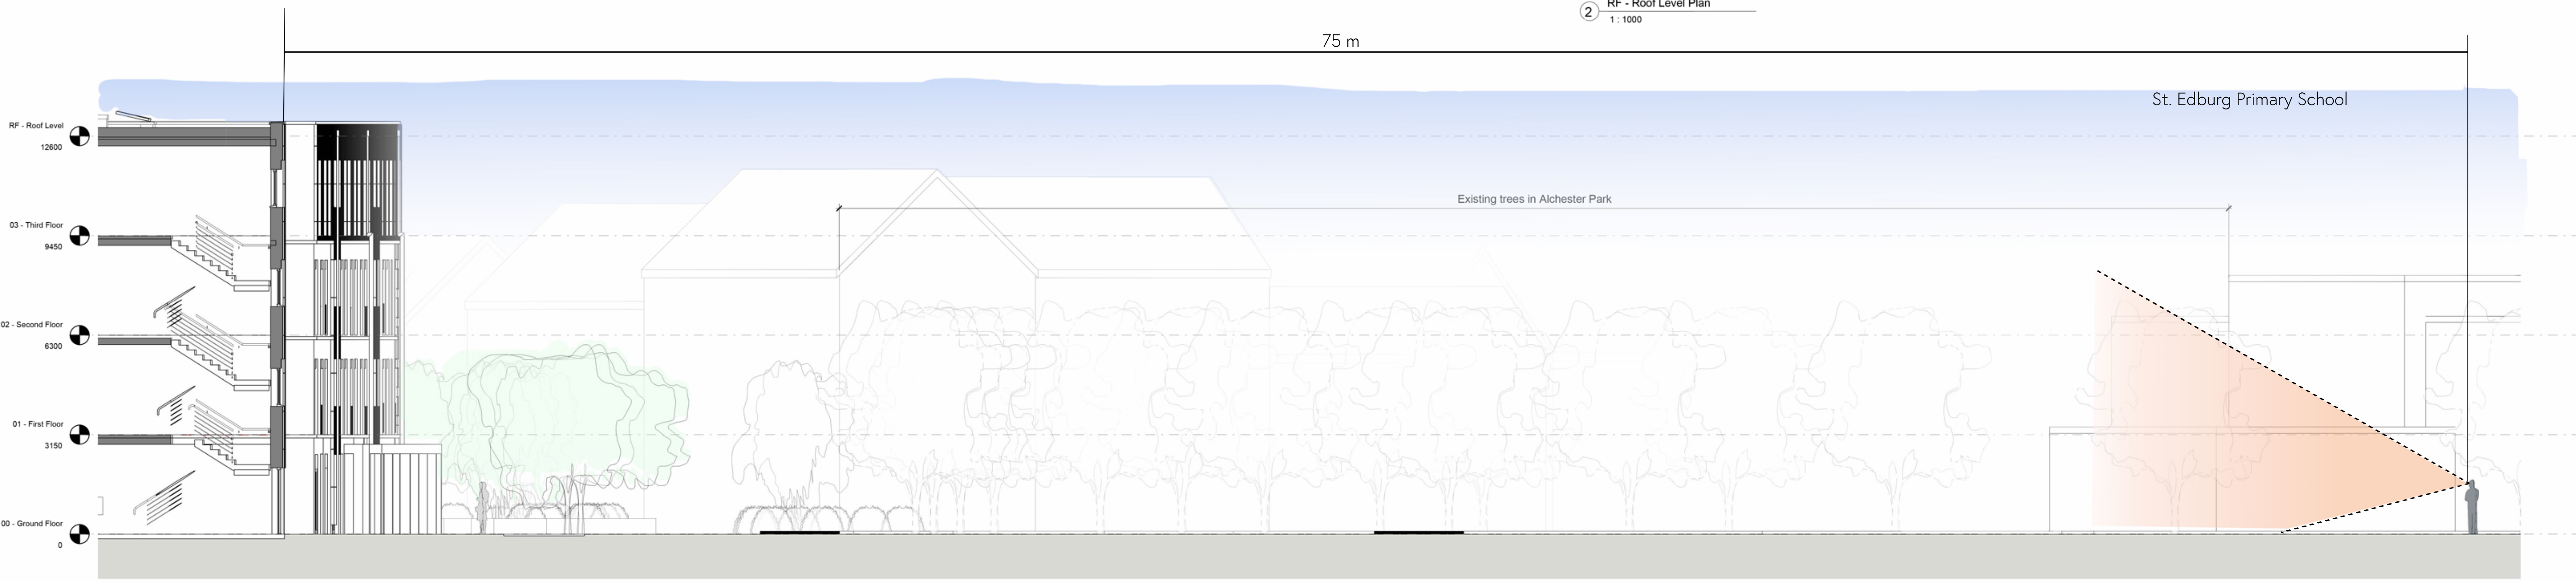 2
RF - Roof Level Plan
1 : 1000
75 m
St. Edburg Primary School
RF - Roof Level
12600
Existing trees in Alchester Park
03 - Third Floor
9450
02 - Second Floor
6300
01 - First Floor
3150
00 - Ground Floor
0